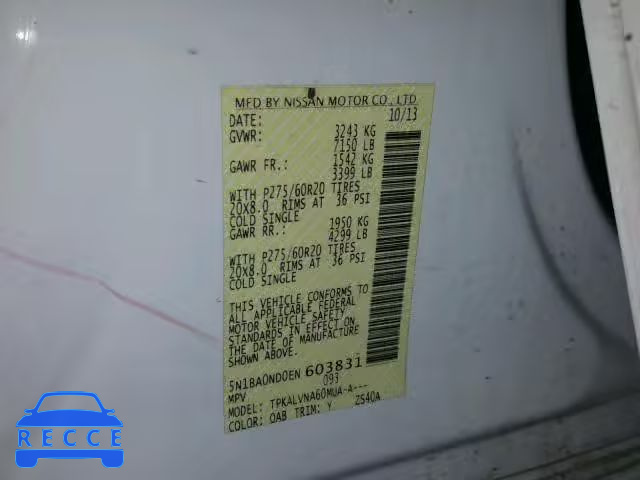 MFD BY NISSAN MOTOR CO., LTD
DATE: 10/13
GVWR: 3243 KG
7150 LB
GAWR FR.: 1542 KG
3399 LB
WITH P275/60R20 TIRES
20X8.0 RIMS AT 36 PSI
COLD SINGLE
GAWR RR.: 1950 KG
4299 LB
WITH P275/60R20 TIRES
20X8.0 RIMS AT 36 PSI
COLD SINGLE
THIS VEHICLE CONFORMS TO
ALL APPLICABLE FEDERAL
MOTOR VEHICLE SAFETY
STANDARDS IN EFFECT ON
THE DATE OF MANUFACTURE
SHOWN ABOVE.
5N1BA0ND0EN 603831
MPV 093
MODEL: TPKALVNA60MUA-A---
COLOR: QAB TRIM: Y 2540A
RECCE